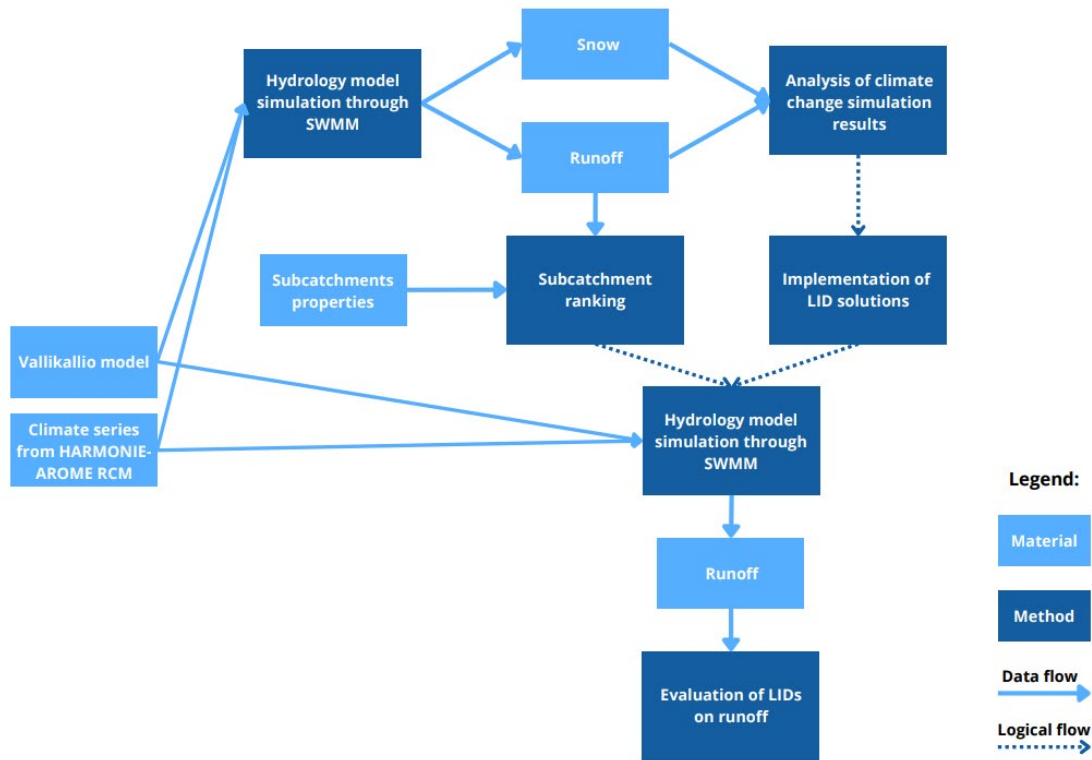 Snow
Hydrology model
simulation through
SWMM
Analysis of climate
change simulation
results
Runoff
Subcatchments
properties
Subcatchment
ranking
Implementation of
LID solutions
Vallikallio model
Climate series
from HARMONIE-
AROME RCM
Hydrology model
simulation through
SWMM
Runoff
Evaluation of LIDs
on runoff
Legend:
Material
Method
Data flow
Logical flow